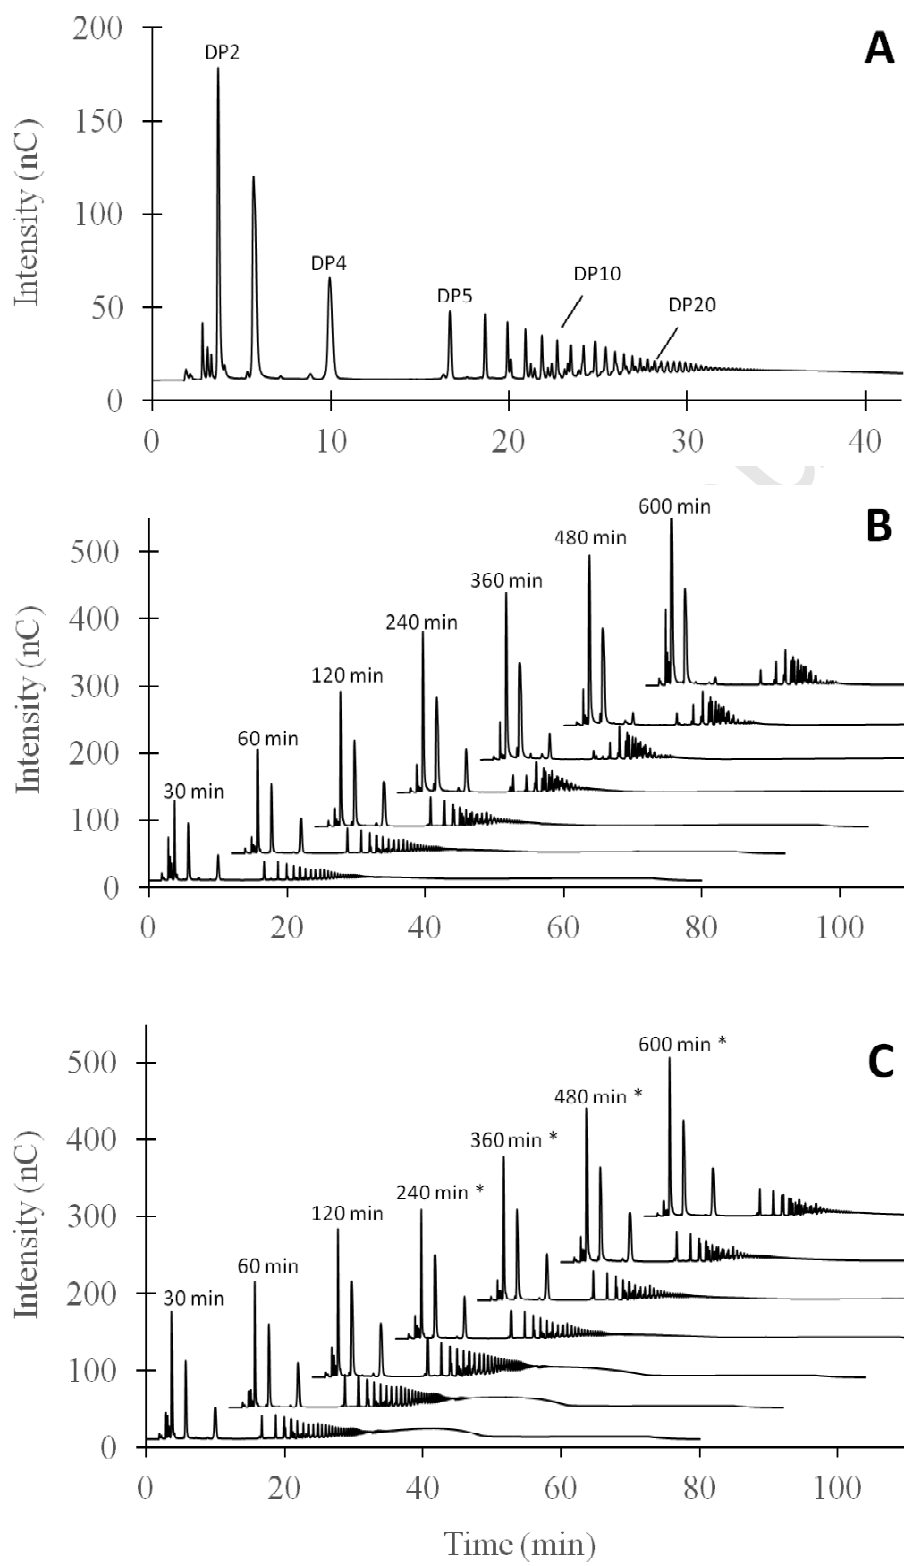 A
200
150
100
50
0
Intensity (nC)
DP2
DP4
DP5
DP10
DP20
0 10 20 30 40
B
500
400
300
200
100
0
Intensity (nC)
600 min
480 min
360 min
240 min
120 min
60 min
30 min
0 20 40 60 80 100
C
500
400
300
200
100
0
Intensity (nC)
600 min *
480 min *
360 min *
240 min *
120 min
60 min
30 min
0 20 40 60 80 100
Time (min)